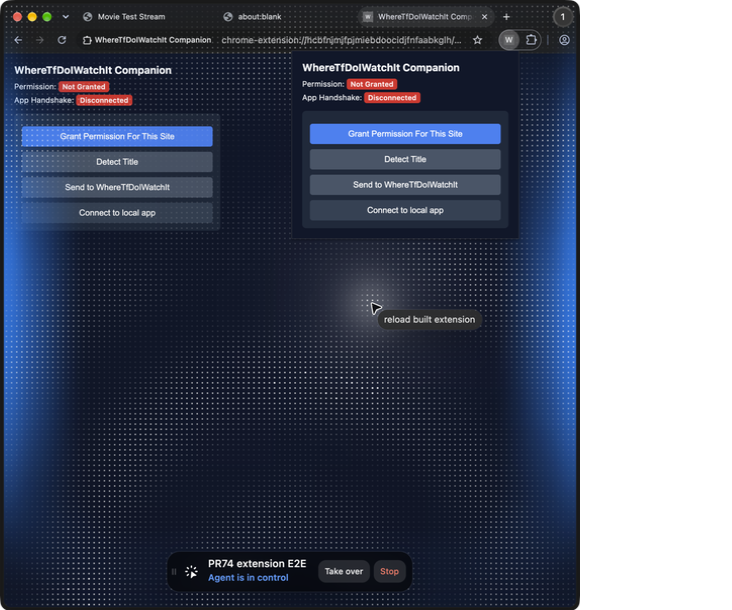 Movie Test Stream
about:blank
W WhereTfDoIWatchIt Comp
1
WhereTfDoIWatchIt Companion
chrome-extension://hcbfnjmjfpjmiebdoocidjfnfaabkglh/...
W
WhereTfDoIWatchIt Companion
Permission: Not Granted
App Handshake: Disconnected
Grant Permission For This Site
Detect Title
Send to WhereTfDoIWatchIt
Connect to local app
WhereTfDoIWatchIt Companion
Permission: Not Granted
App Handshake: Disconnected
Grant Permission For This Site
Detect Title
Send to WhereTfDoIWatchIt
Connect to local app
reload built extension
PR74 extension E2E
Agent is in control
Take over
Stop